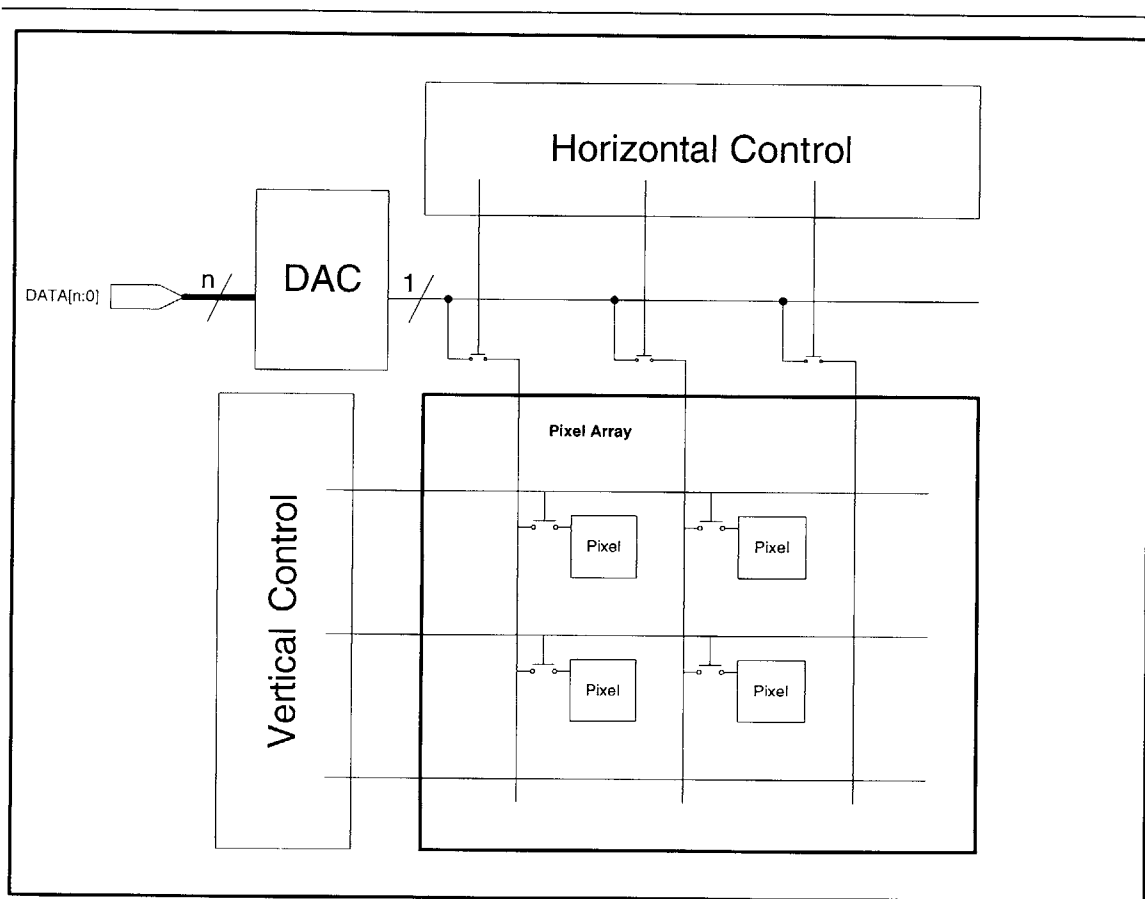 Horizontal Control
DATA[n:0]
n
DAC
1
Pixel Array
Vertical Control
Pixel
Pixel
Pixel
Pixel